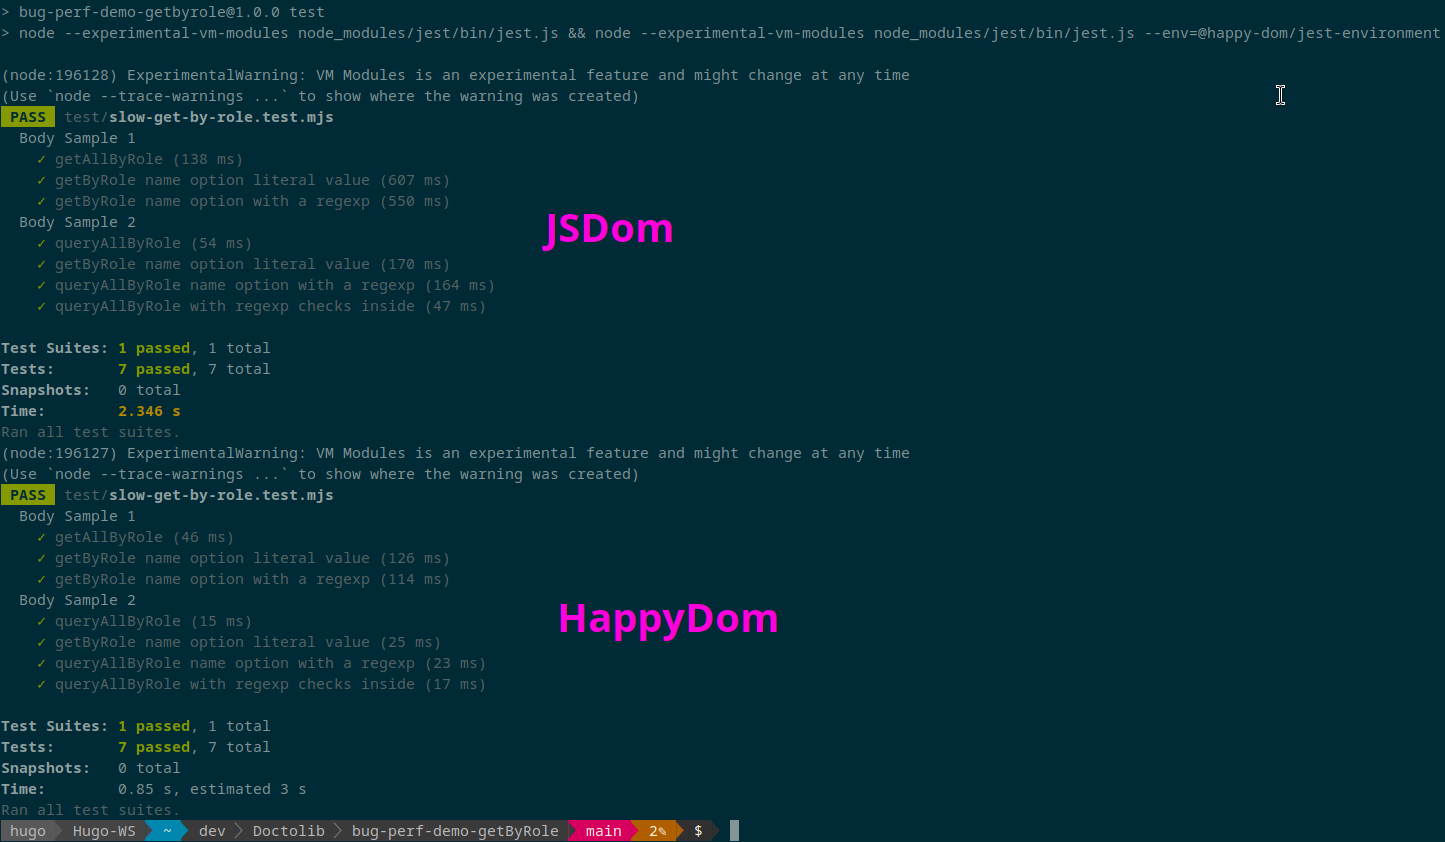 > bug-perf-demo-getbyrole@1.0.0 test
> node --experimental-vm-modules node_modules/jest/bin/jest.js && node --experimental-vm-modules node_modules/jest/bin/jest.js --env=@happy-dom/jest-environment
(node:196128) ExperimentalWarning: VM Modules is an experimental feature and might change at any time
(Use `node --trace-warnings ...` to show where the warning was created)
PASS test/slow-get-by-role.test.mjs
Body Sample 1
✓ getAllByRole (138 ms)
✓ getByRole name option literal value (607 ms)
✓ getByRole name option with a regexp (550 ms)
Body Sample 2
JSDom
✓ queryAllByRole (54 ms)
✓ getByRole name option literal value (170 ms)
✓ queryAllByRole name option with a regexp (164 ms)
✓ queryAllByRole with regexp checks inside (47 ms)
Test Suites: 1 passed, 1 total
Tests: 7 passed, 7 total
Snapshots: 0 total
Time: 2.346 s
Ran all test suites.
(node:196127) ExperimentalWarning: VM Modules is an experimental feature and might change at any time
(Use `node --trace-warnings ...` to show where the warning was created)
PASS test/slow-get-by-role.test.mjs
Body Sample 1
✓ getAllByRole (46 ms)
✓ getByRole name option literal value (126 ms)
✓ getByRole name option with a regexp (114 ms)
Body Sample 2
HappyDom
✓ queryAllByRole (15 ms)
✓ getByRole name option literal value (25 ms)
✓ queryAllByRole name option with a regexp (23 ms)
✓ queryAllByRole with regexp checks inside (17 ms)
Test Suites: 1 passed, 1 total
Tests: 7 passed, 7 total
Snapshots: 0 total
Time: 0.85 s, estimated 3 s
Ran all test suites.
hugo Hugo-WS ~ dev Doctolib bug-perf-demo-getByRole main 2✎ $